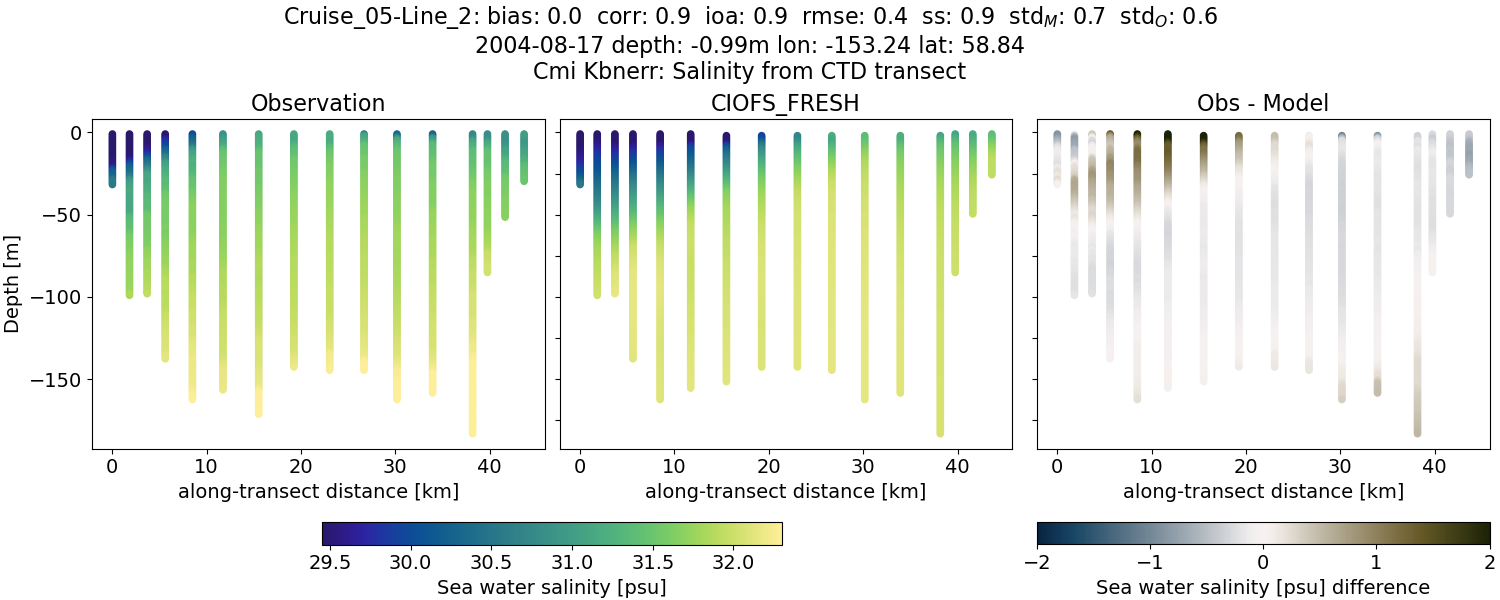 Cruise_05-Line_2: bias: 0.0 corr: 0.9 ioa: 0.9 rmse: 0.4 ss: 0.9 std_M: 0.7 std_O: 0.6
2004-08-17 depth: -0.99m lon: -153.24 lat: 58.84
Cmi Kbnerr: Salinity from CTD transect
Observation
CIOFS_FRESH
Obs - Model
Depth [m]
0
−50
−100
−150
0 10 20 30 40
0 10 20 30 40
0 10 20 30 40
along-transect distance [km]
along-transect distance [km]
along-transect distance [km]
29.5 30.0 30.5 31.0 31.5 32.0
Sea water salinity [psu]
−2 −1 0 1 2
Sea water salinity [psu] difference